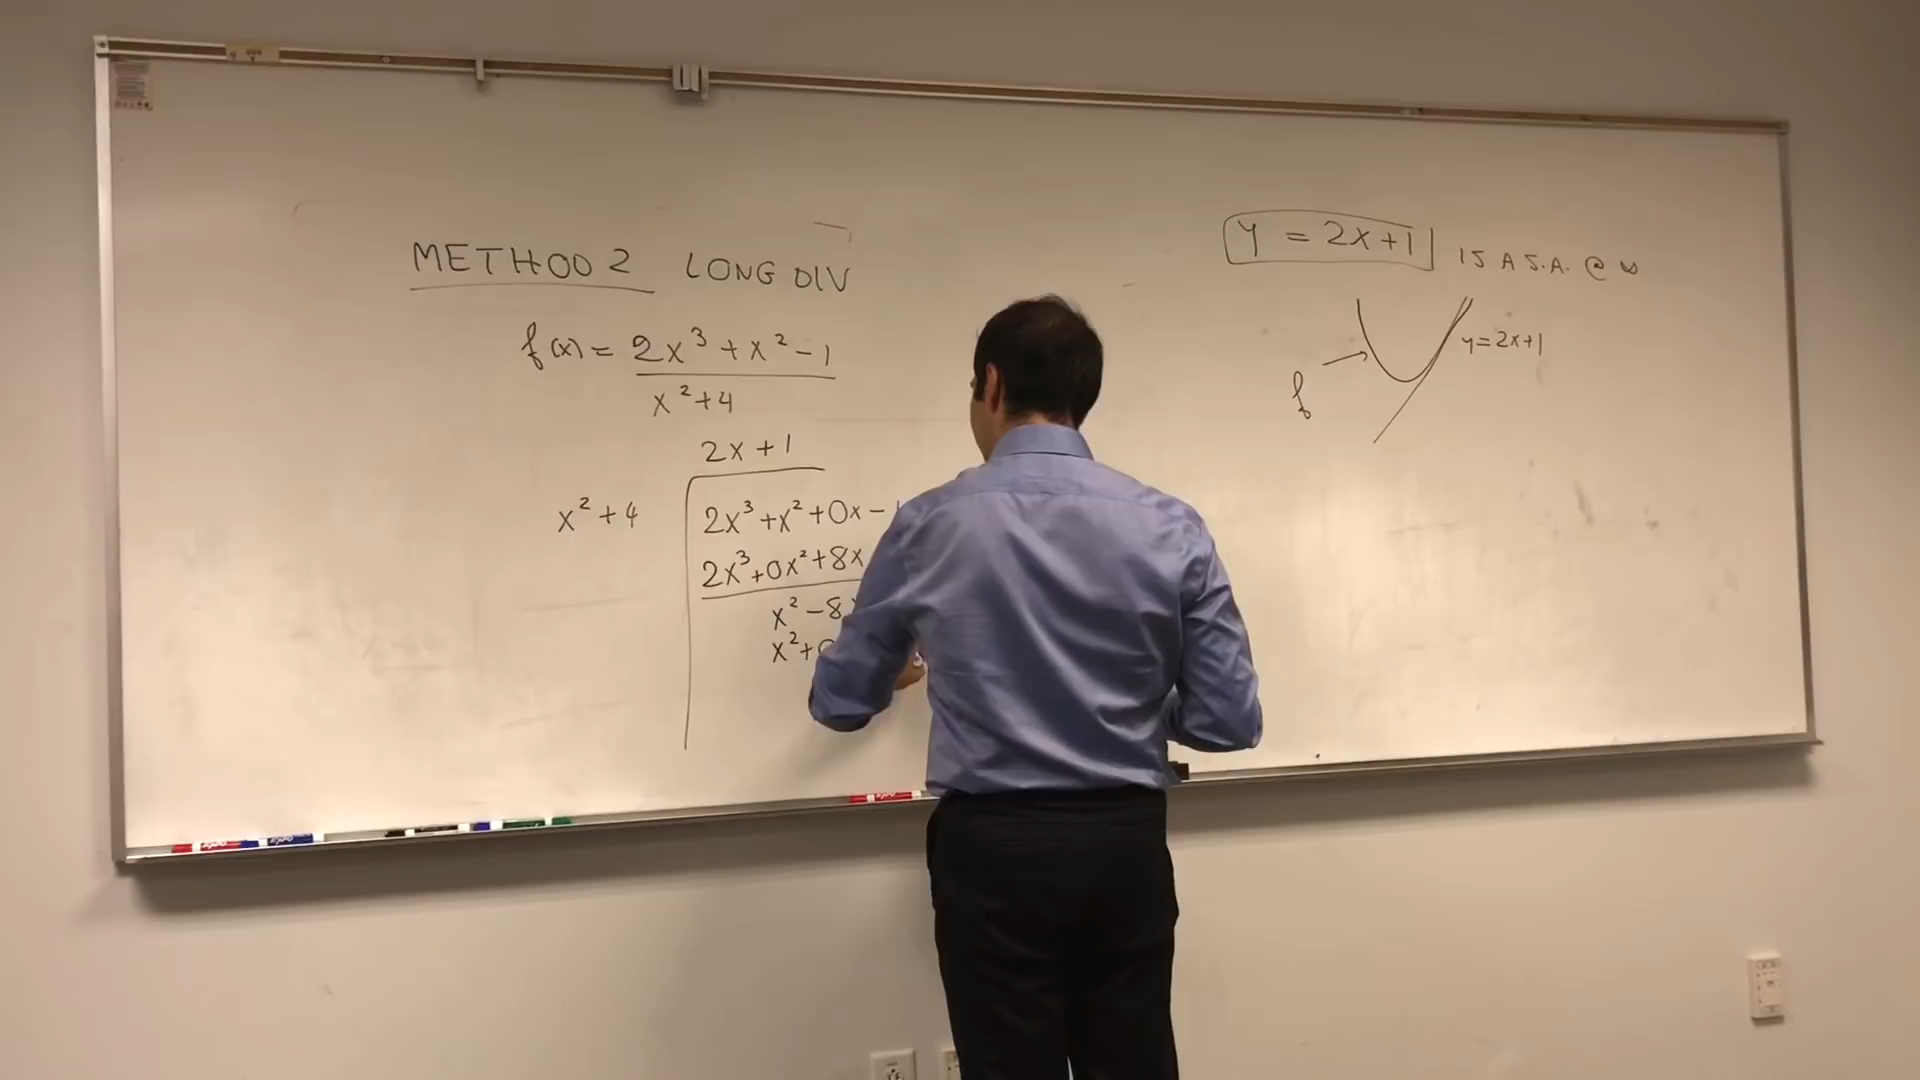 METHOD 2 LONG DIV
f(x) = 2x³ + x² - 1
x² + 4
2x + 1
x² + 4
2x³ + x² + 0x -
2x³ + 0x² + 8x
x² - 8
x² +
y = 2x+1 IS A S.A. @ ∞
y = 2x+1
f